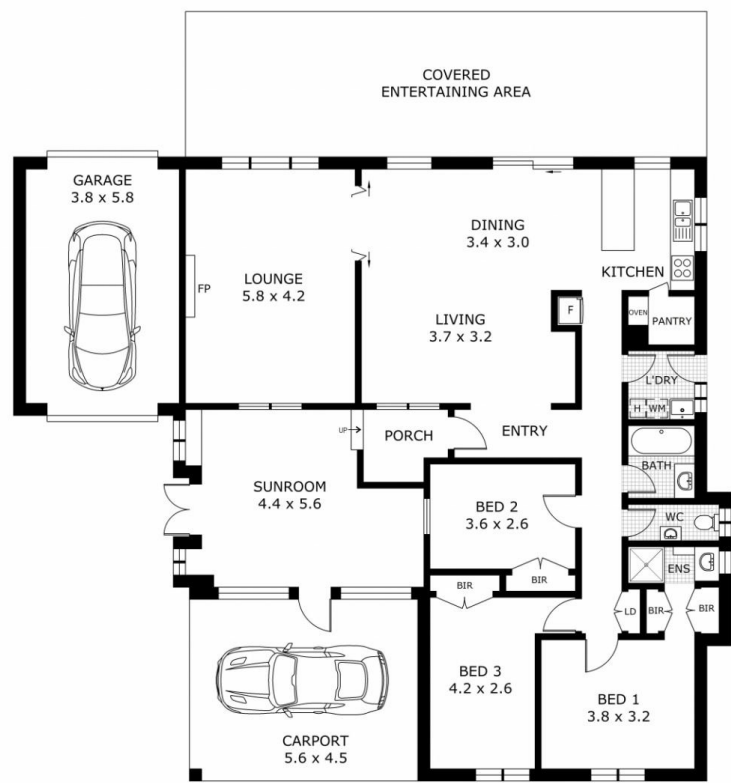 COVERED
ENTERTAINING AREA
GARAGE
3.8 x 5.8
DINING
3.4 x 3.0
KITCHEN
FP
LOUNGE
5.8 x 4.2
LIVING
3.7 x 3.2
F
OVEN
PANTRY
L'DRY
H
WM
UP
PORCH
ENTRY
BATH
SUNROOM
4.4 x 5.6
BED 2
3.6 x 2.6
WC
ENS
BIR
BIR
LD
BIR
BIR
BED 3
4.2 x 2.6
BED 1
3.8 x 3.2
CARPORT
5.6 x 4.5